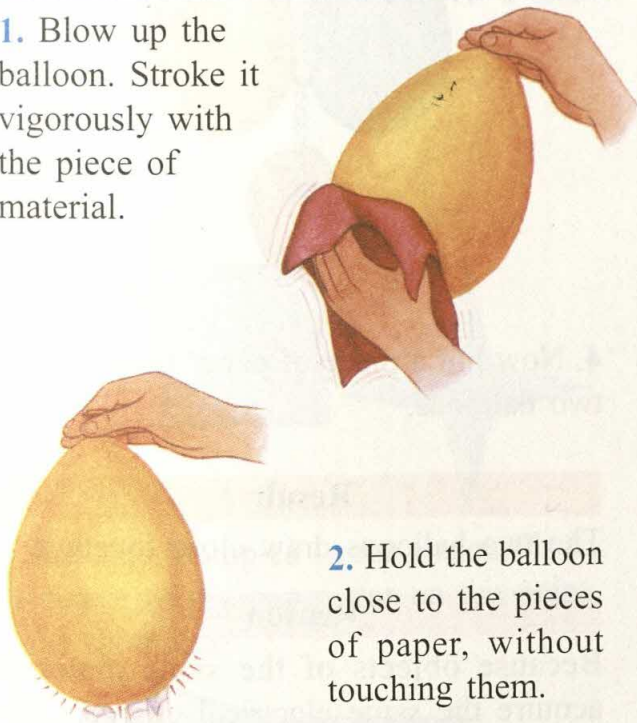 1. Blow up the
balloon. Stroke it
vigorously with
the piece of
material.
2. Hold the balloon
close to the pieces
of paper, without
touching them.